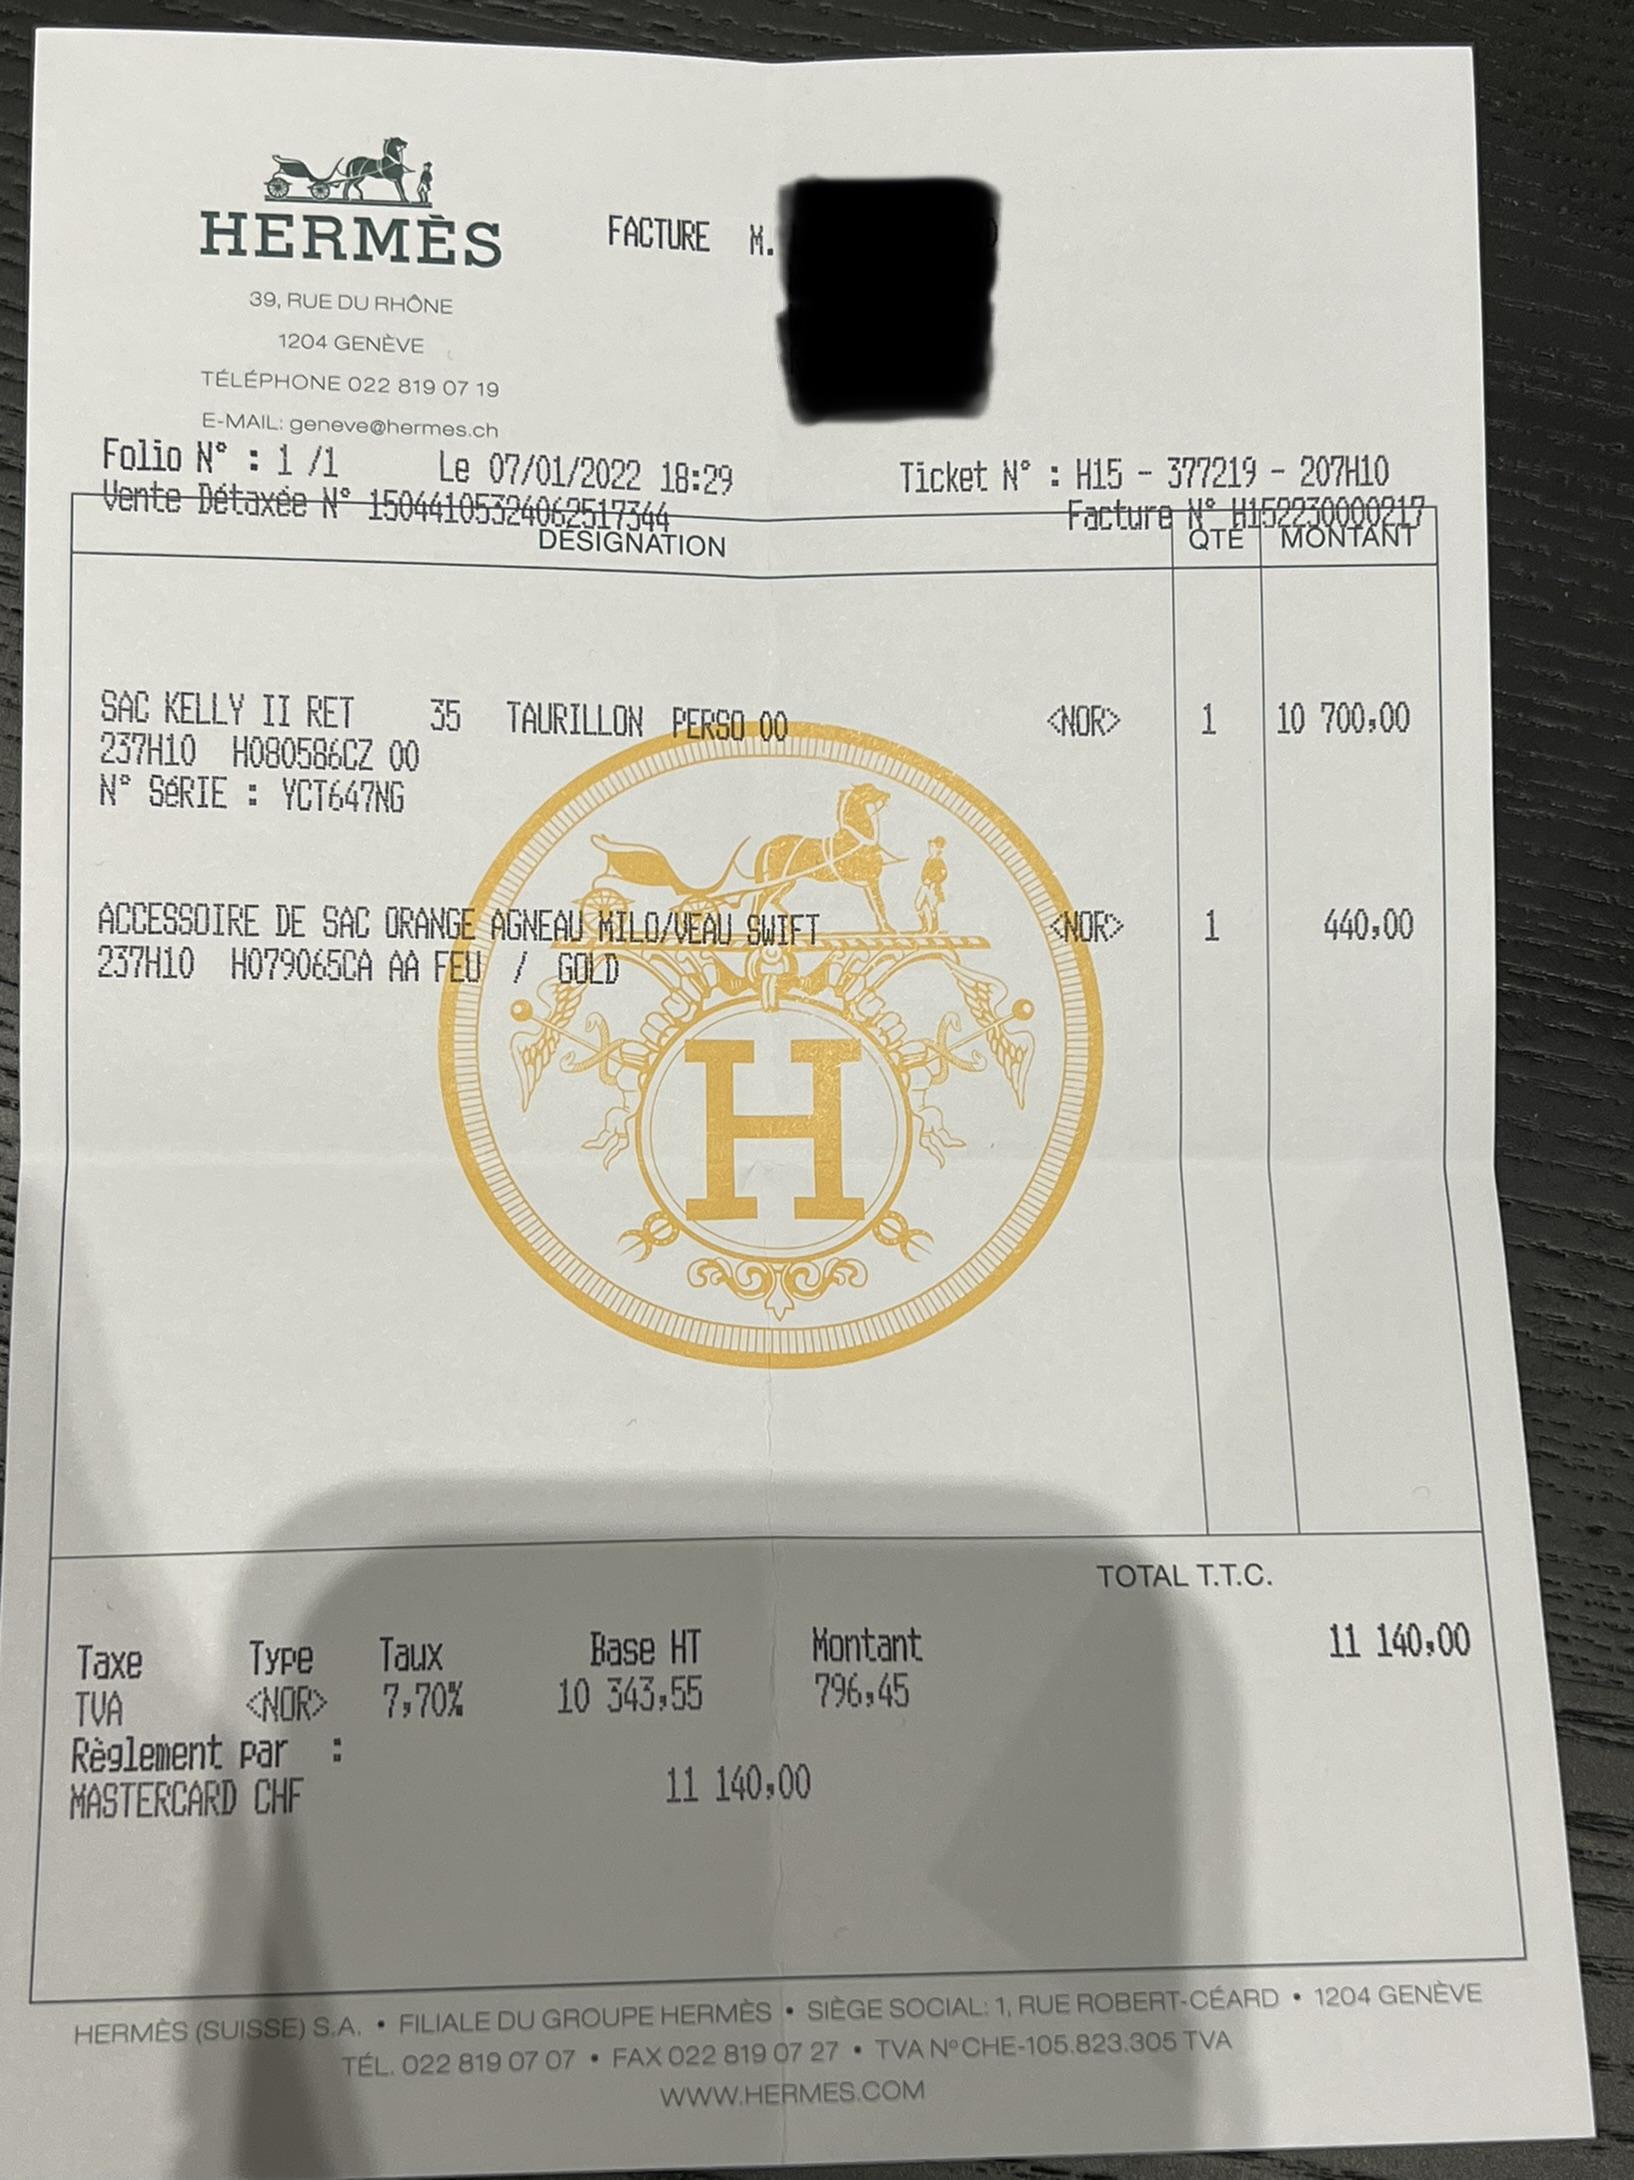 HERMÈS
39, RUE DU RHÔNE
1204 GENÈVE
TÉLÉPHONE 022 819 07 19
E-MAIL: geneve@hermes.ch
FACTURE M.
Folio N° : 1 /1 Le 07/01/2022 18:29 Ticket N° : H15 - 377219 - 207H10
Vente Détaxée N° 15044105324062517344 Facture N° H152230000217
DÉSIGNATION QTÉ MONTANT
SAC KELLY II RET 35 TAURILLON PERSO 00 <NOR> 1 10 700,00
237H10 H080586CZ 00
N° SéRIE : YCT647NG
ACCESSOIRE DE SAC ORANGE AGNEAU MILO/VEAU SWIFT <NOR> 1 440,00
237H10 H079065CA AA FEU / GOLD
H
TOTAL T.T.C.
11 140,00
Taxe Type Taux Base HT Montant
TVA <NOR> 7,70% 10 343,55 796,45
Règlement par :
MASTERCARD CHF 11 140,00
HERMÈS (SUISSE) S.A. • FILIALE DU GROUPE HERMÈS • SIÈGE SOCIAL: 1, RUE ROBERT-CÉARD • 1204 GENÈVE
TÉL. 022 819 07 07 • FAX 022 819 07 27 • TVA N° CHE-105.823.305 TVA
WWW.HERMES.COM